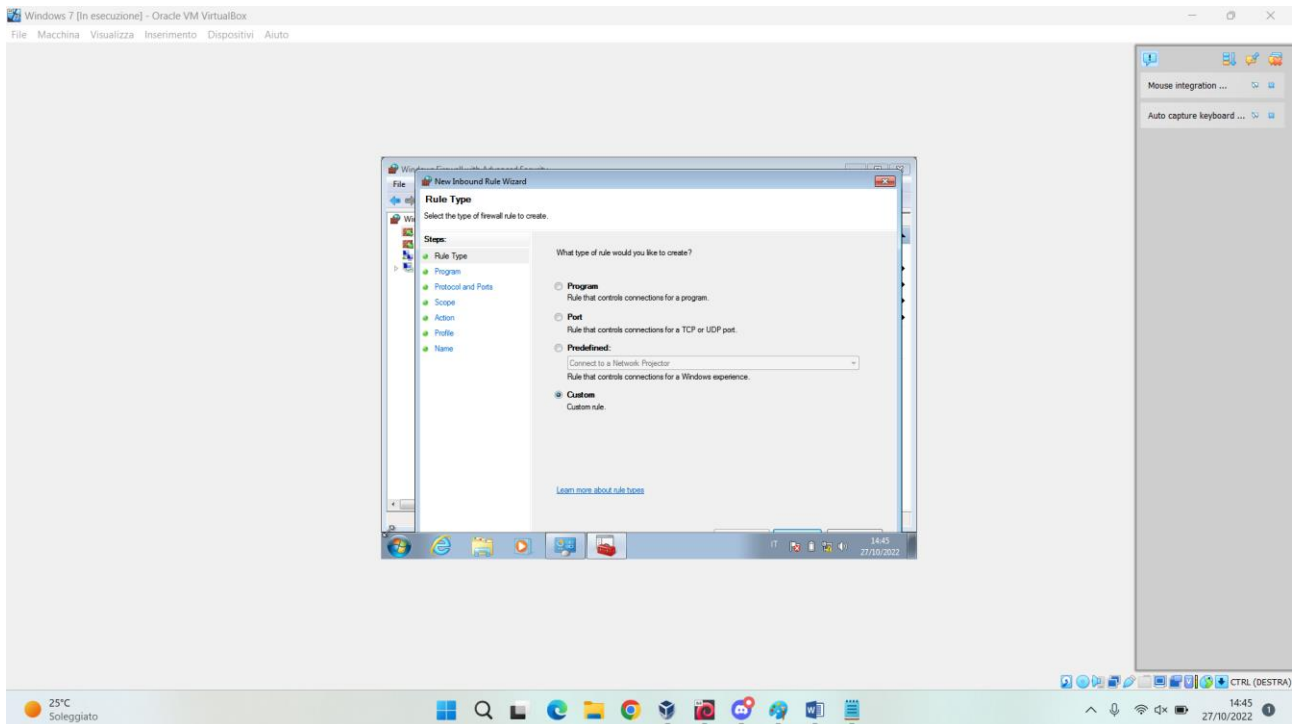 Windows 7 [In esecuzione] - Oracle VM VirtualBox
File Macchina Visualizza Inserimento Dispositivi Aiuto
Mouse integration ...
Auto capture keyboard ...
File
New Inbound Rule Wizard
Rule Type
Select the type of firewall rule to create.
Steps:
Rule Type
Program
Protocol and Ports
Scope
Action
Profile
Name
What type of rule would you like to create?
Program
Rule that controls connections for a program.
Port
Rule that controls connections for a TCP or UDP port.
Predefined:
Connect to a Network Projector
Rule that controls connections for a Windows experience.
Custom
Custom rule.
Learn more about rule types
IT
14:45
27/10/2022
CTRL (DESTRA)
25°C
Soleggiato
14:45
27/10/2022
1